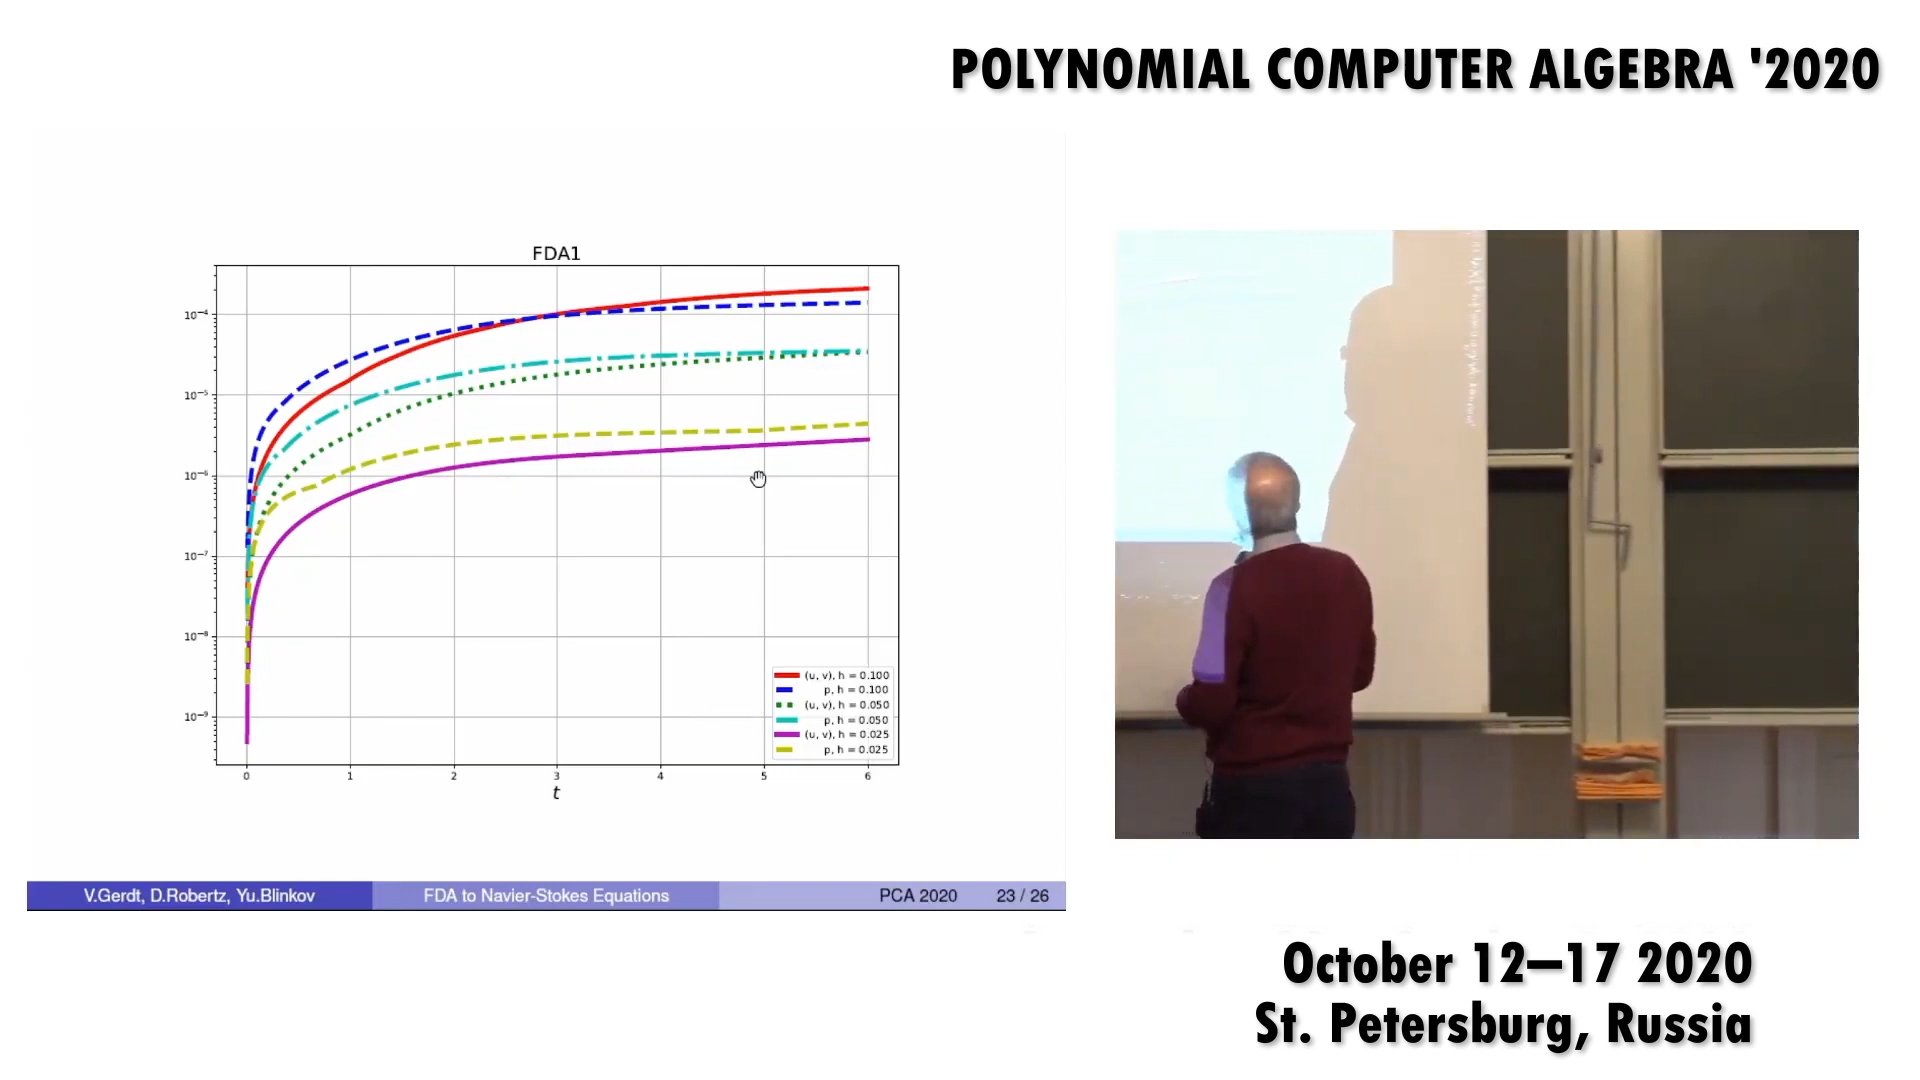 POLYNOMIAL COMPUTER ALGEBRA '2020
FDA1
10⁻⁴
10⁻⁵
10⁻⁶
10⁻⁷
10⁻⁸
10⁻⁹
(u, v), h = 0.100
p, h = 0.100
(u, v), h = 0.050
p, h = 0.050
(u, v), h = 0.025
p, h = 0.025
0 1 2 3 4 5 6
t
V.Gerdt, D.Robertz, Yu.Blinkov FDA to Navier-Stokes Equations PCA 2020 23 / 26
October 12–17 2020
St. Petersburg, Russia